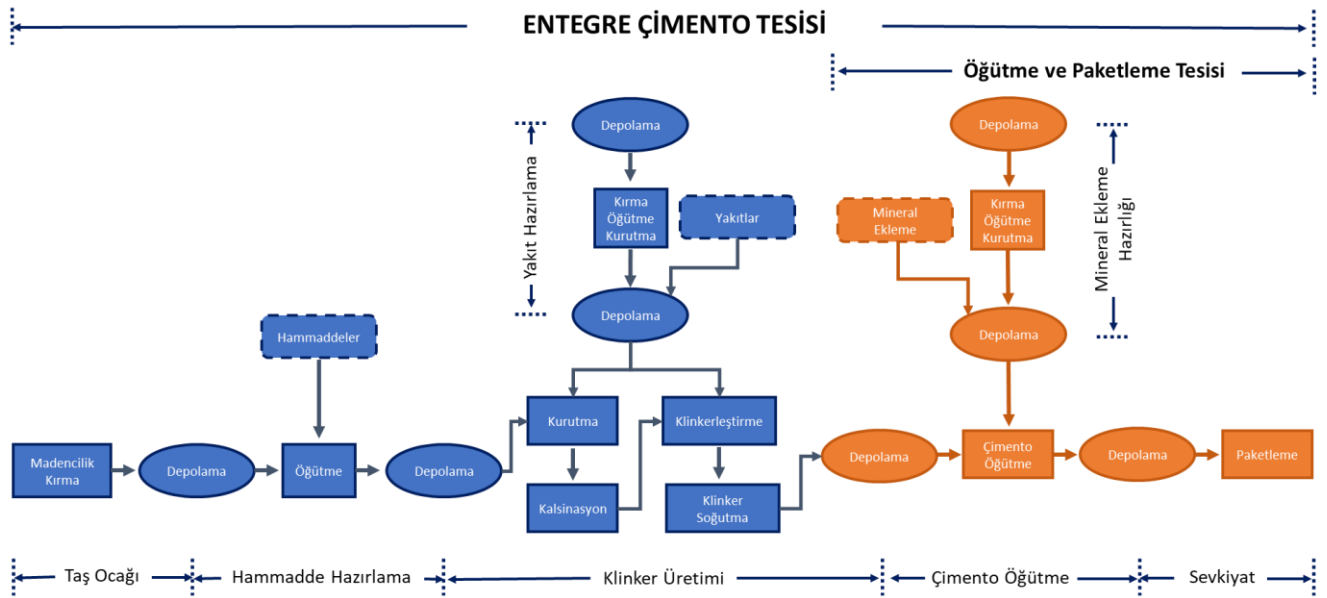 ENTEGRE ÇİMENTO TESİSİ
Öğütme ve Paketleme Tesisi
Depolama
Depolama
Yakıt Hazırlama
Kırma
Öğütme
Kurutma
Yakıtlar
Mineral
Ekleme
Kırma
Öğütme
Kurutma
Mineral Ekleme
Hazırlığı
Depolama
Depolama
Hammaddeler
Kurutma
Klinkerleştirme
Madencilik
Kırma
Depolama
Öğütme
Depolama
Depolama
Çimento
Öğütme
Depolama
Paketleme
Kalsinasyon
Klinker
Soğutma
Taş Ocağı
Hammadde Hazırlama
Klinker Üretimi
Çimento Öğütme
Sevkiyat